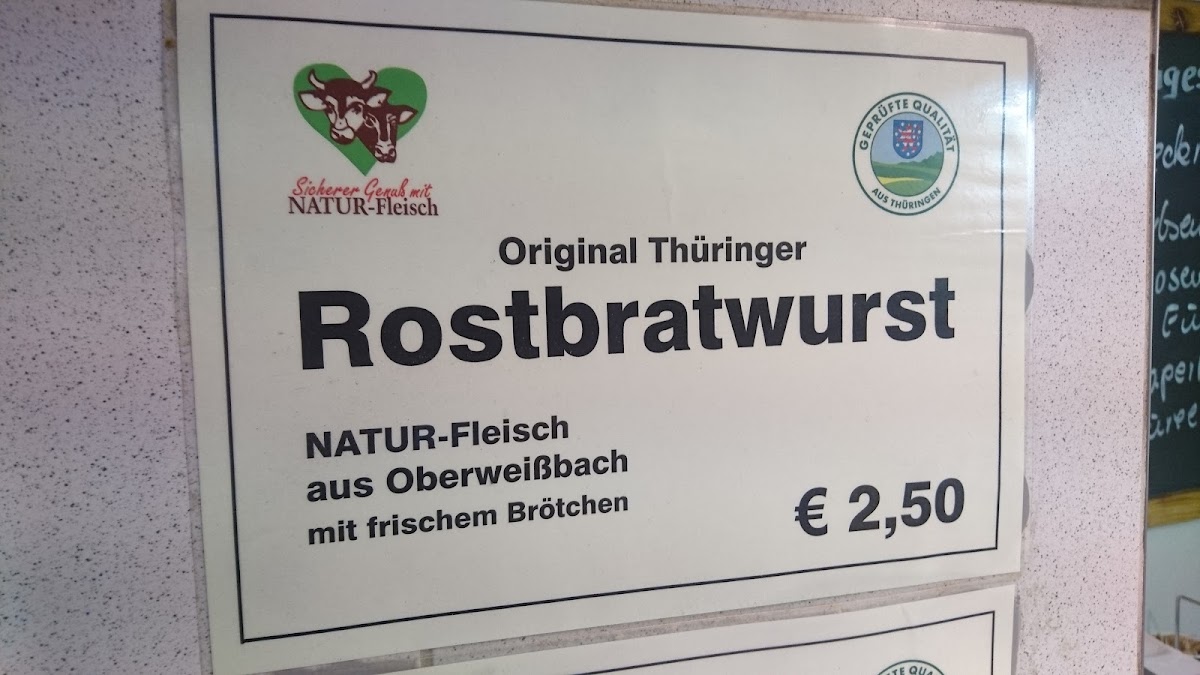 Sicherer Genuß mit
NATUR-Fleisch
GEPRÜFTE QUALITÄT
AUS THÜRINGEN
Original Thüringer
Rostbratwurst
NATUR-Fleisch
aus Oberweißbach
mit frischem Brötchen
€ 2,50